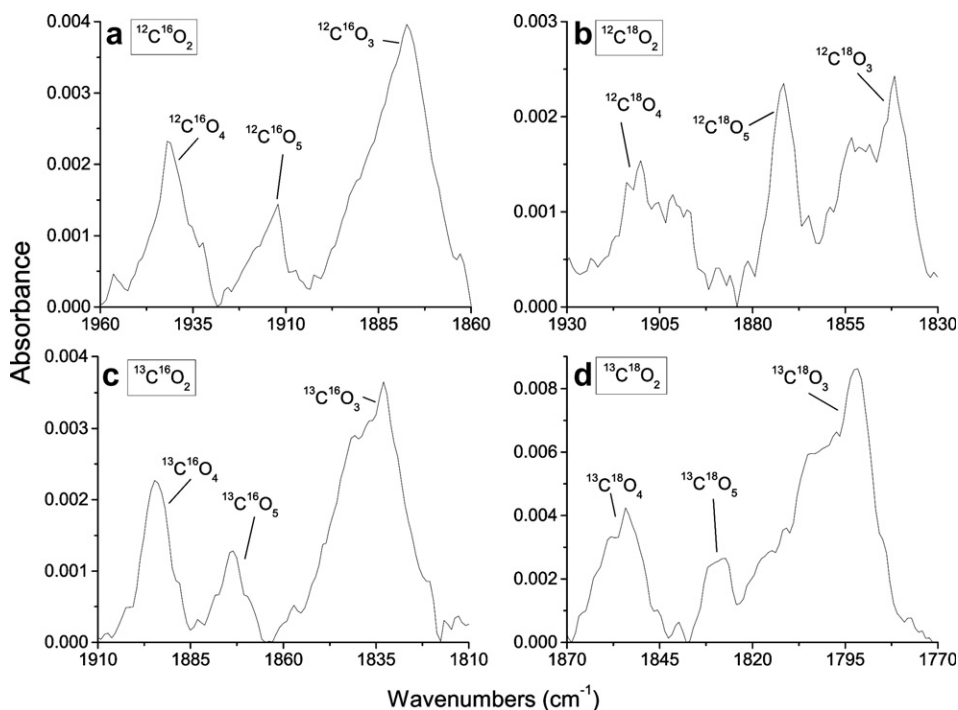 a
¹²C¹⁶O₂
¹²C¹⁶O₄
¹²C¹⁶O₅
¹²C¹⁶O₃
0.004
0.003
0.002
0.001
0.000
1960
1935
1910
1885
1860
b
¹²C¹⁸O₂
¹²C¹⁸O₄
¹²C¹⁸O₅
¹²C¹⁸O₃
0.003
0.002
0.001
0.000
1930
1905
1880
1855
1830
c
¹³C¹⁶O₂
¹³C¹⁶O₄
¹³C¹⁶O₅
¹³C¹⁶O₃
0.004
0.003
0.002
0.001
0.000
1910
1885
1860
1835
1810
d
¹³C¹⁸O₂
¹³C¹⁸O₄
¹³C¹⁸O₅
¹³C¹⁸O₃
0.008
0.006
0.004
0.002
0.000
1870
1845
1820
1795
1770
Absorbance
Wavenumbers (cm⁻¹)